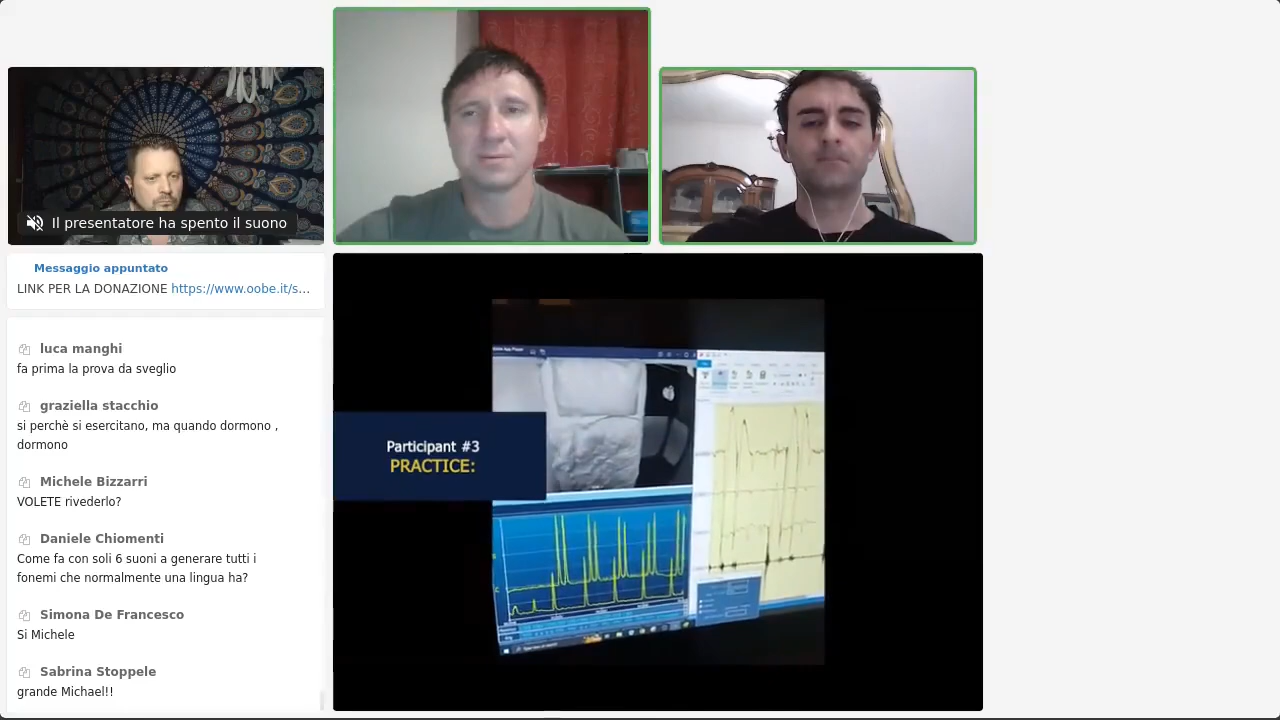 Il presentatore ha spento il suono
Messaggio appuntato
LINK PER LA DONAZIONE https://www.oobe.it/s...
luca manghi
prima te prova da sveglio
graziella stacchio
si perchè si esercitano, ma quando dormono ,
dormono
Michele Bizzarri
VOLETE rivederlo?
Daniele Chiomenti
Come fa con soli 6 suoni a generare tutti i
fonemi che normalmente una lingua ha?
Simona De Francesco
Si Michele
Sabrina Stoppele
grande Michael!!
Participant #3
PRACTICE: